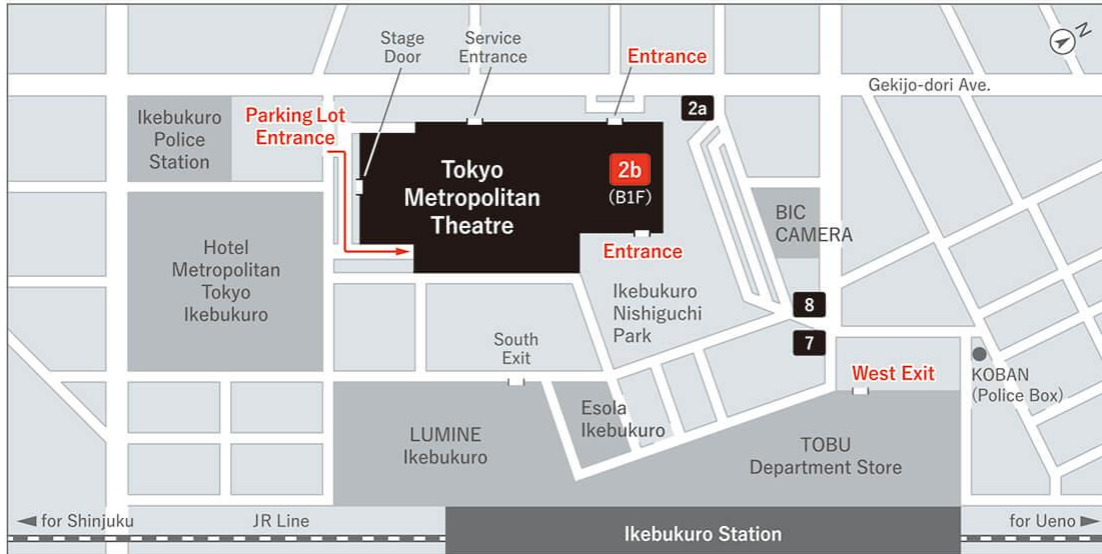 N
Stage
Door
Service
Entrance
Entrance
Gekijo-dori Ave.
2a
Ikebukuro
Police
Station
Parking Lot
Entrance
Tokyo
Metropolitan
Theatre
2b
(B1F)
BIC
CAMERA
Hotel
Metropolitan
Tokyo
Ikebukuro
Entrance
Ikebukuro
Nishiguchi
Park
8
7
South
Exit
West Exit
KOBAN
(Police Box)
Esola
Ikebukuro
LUMINE
Ikebukuro
TOBU
Department Store
for Shinjuku
JR Line
Ikebukuro Station
for Ueno